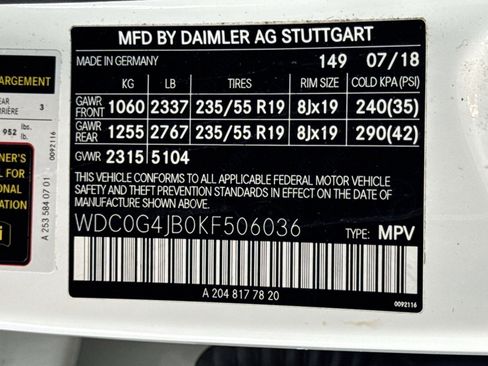 MFD BY DAIMLER AG STUTTGART
MADE IN GERMANY 149 07/18
KG LB TIRES RIM SIZE COLD KPA (PSI)
GAWR FRONT 1060 2337 235/55 R19 8Jx19 240(35)
GAWR REAR 1255 2767 235/55 R19 8Jx19 290(42)
GVWR 2315 5104
THIS VEHICLE CONFORMS TO ALL APPLICABLE FEDERAL MOTOR VEHICLE
SAFETY AND THEFT PREVENTION STANDARDS IN EFFECT ON THE DATE
OF MANUFACTURE SHOWN ABOVE.
WDC0G4JB0KF506036 TYPE: MPV
A 204 817 78 20 0092116
3
952 lbs.
0092116
A 253 584 07 01